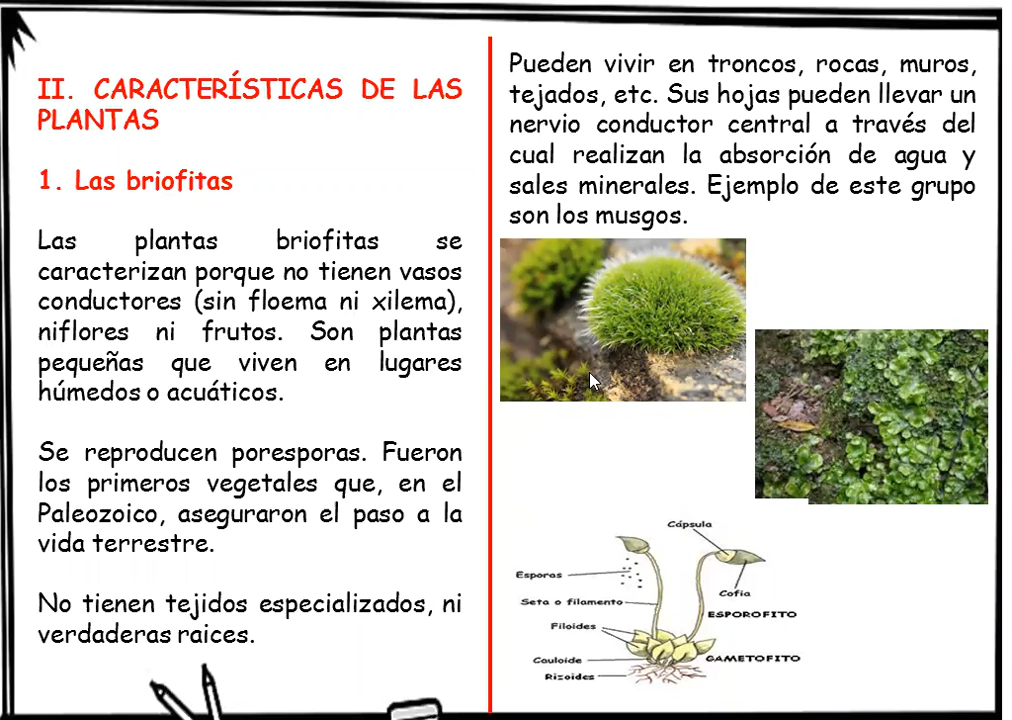 II. CARACTERÍSTICAS DE LAS
PLANTAS
1. Las briofitas
Las plantas briofitas se
caracterizan porque no tienen vasos
conductores (sin floema ni xilema),
niflores ni frutos. Son plantas
pequeñas que viven en lugares
húmedos o acuáticos.
Se reproducen poresporas. Fueron
los primeros vegetales que, en el
Paleozoico, aseguraron el paso a la
vida terrestre.
No tienen tejidos especializados, ni
verdaderas raices.
Pueden vivir en troncos, rocas, muros,
tejados, etc. Sus hojas pueden llevar un
nervio conductor central a través del
cual realizan la absorción de agua y
sales minerales. Ejemplo de este grupo
son los musgos.
Cápsula
Esporas
Cofia
Seta o filamento
ESPOROFITO
Filoides
Cauloide
GAMETOFITO
Rizoides